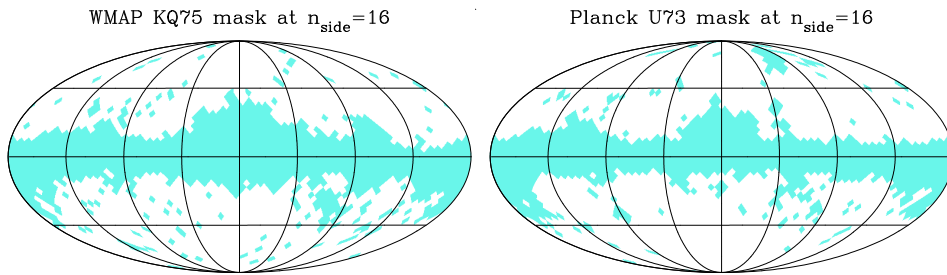 WMAP KQ75 mask at n_side=16
Planck U73 mask at n_side=16